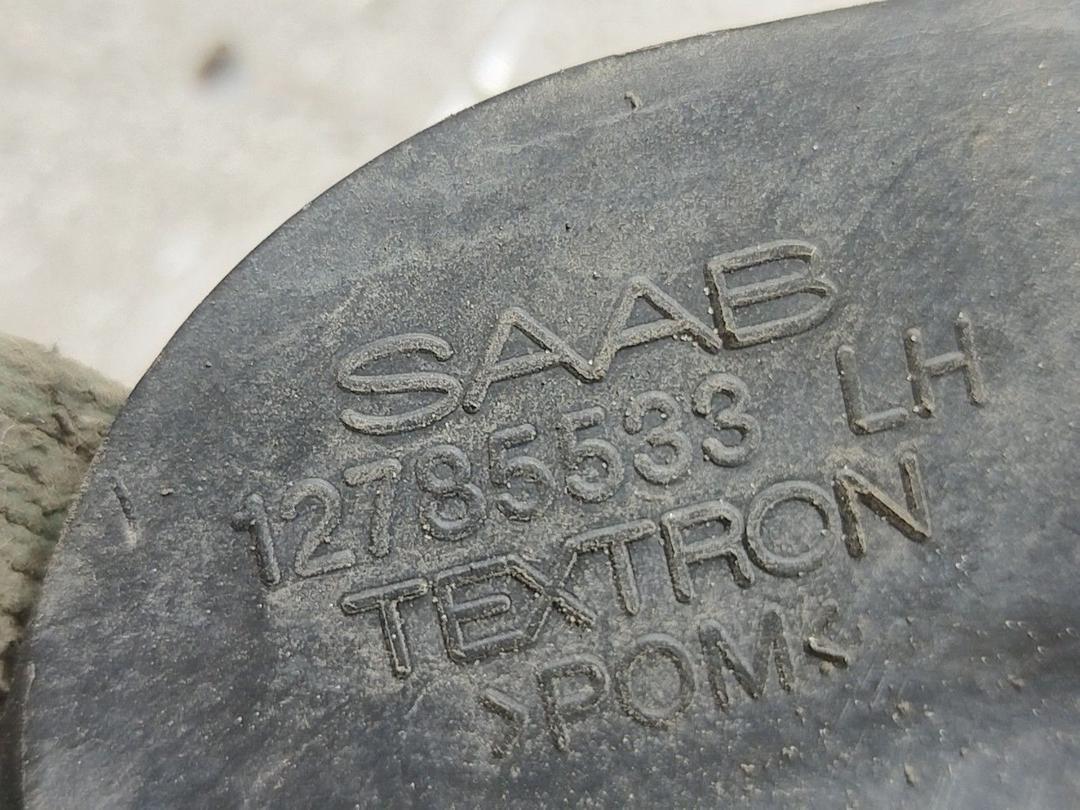 SAAB
12785533 LH
TEXTRON
>POM<